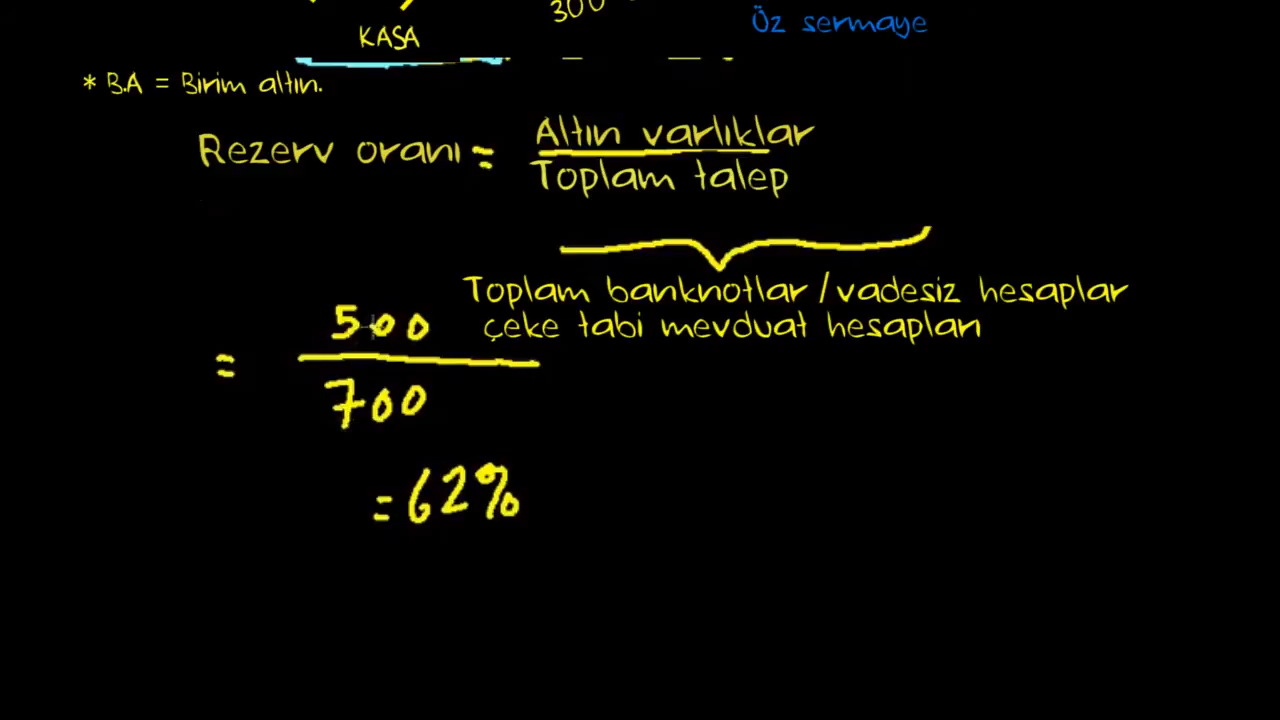 300
Öz sermaye
KASA
* B.A = Birim altın.
Rezerv oranı = Altın varlıklar
Toplam talep
Toplam banknotlar / vadesiz hesaplar
çeke tabi mevduat hesapları
= 500
700
= 62%